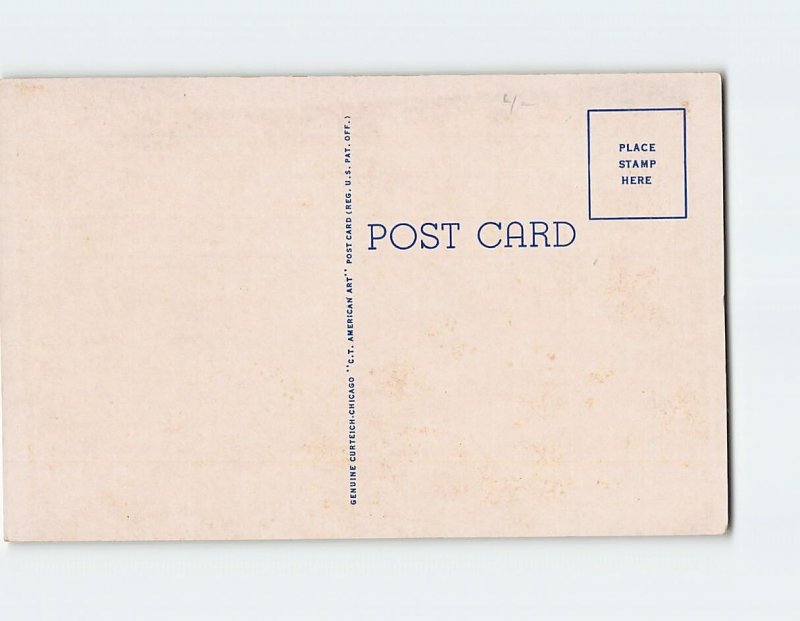 PLACE
STAMP
HERE
POST CARD
GENUINE CURTEICH-CHICAGO "C.T. AMERICAN ART" POST CARD (REG. U.S. PAT. OFF.)